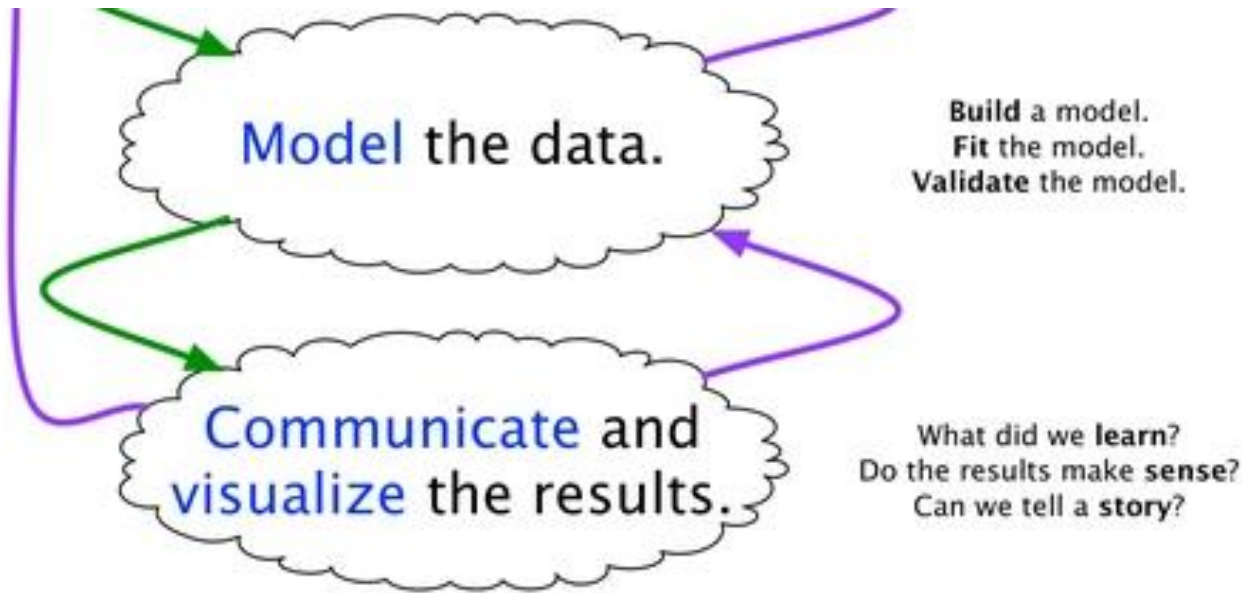 Model the data.
Build a model.
Fit the model.
Validate the model.
Communicate and
visualize the results.
What did we learn?
Do the results make sense?
Can we tell a story?